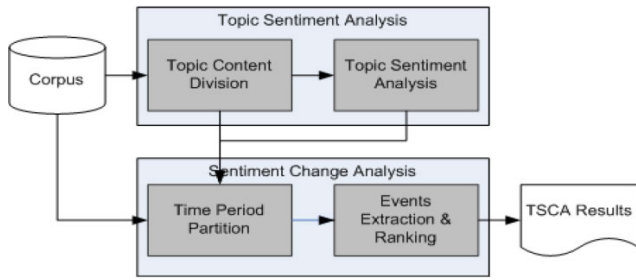 Topic Sentiment Analysis
Corpus
Topic Content
Division
Topic Sentiment
Analysis
Sentiment Change Analysis
Time Period
Partition
Events
Extraction &
Ranking
TSCA Results